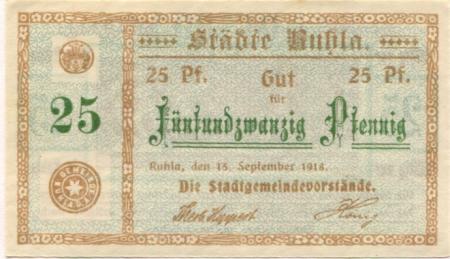 Städte Ruhla.
25 Pf. Gut 25 Pf.
für
25 Fünfundzwanzig Pfennig
Ruhla, den 15. September 1918.
Die Stadtgemeindevorstände.